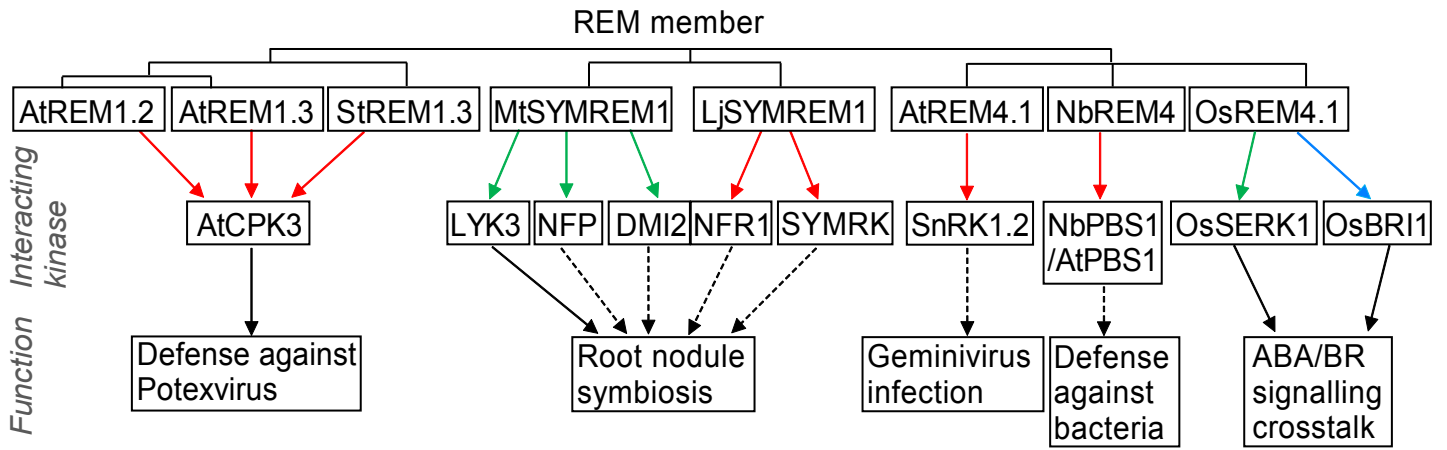 REM member
AtREM1.2
AtREM1.3
StREM1.3
MtSYMREM1
LjSYMREM1
AtREM4.1
NbREM4
OsREM4.1
Interacting
kinase
AtCPK3
LYK3
NFP
DMI2
NFR1
SYMRK
SnRK1.2
NbPBS1
/AtPBS1
OsSERK1
OsBRI1
Function
Defense against
Potexvirus
Root nodule
symbiosis
Geminivirus
infection
Defense
against
bacteria
ABA/BR
signalling
crosstalk